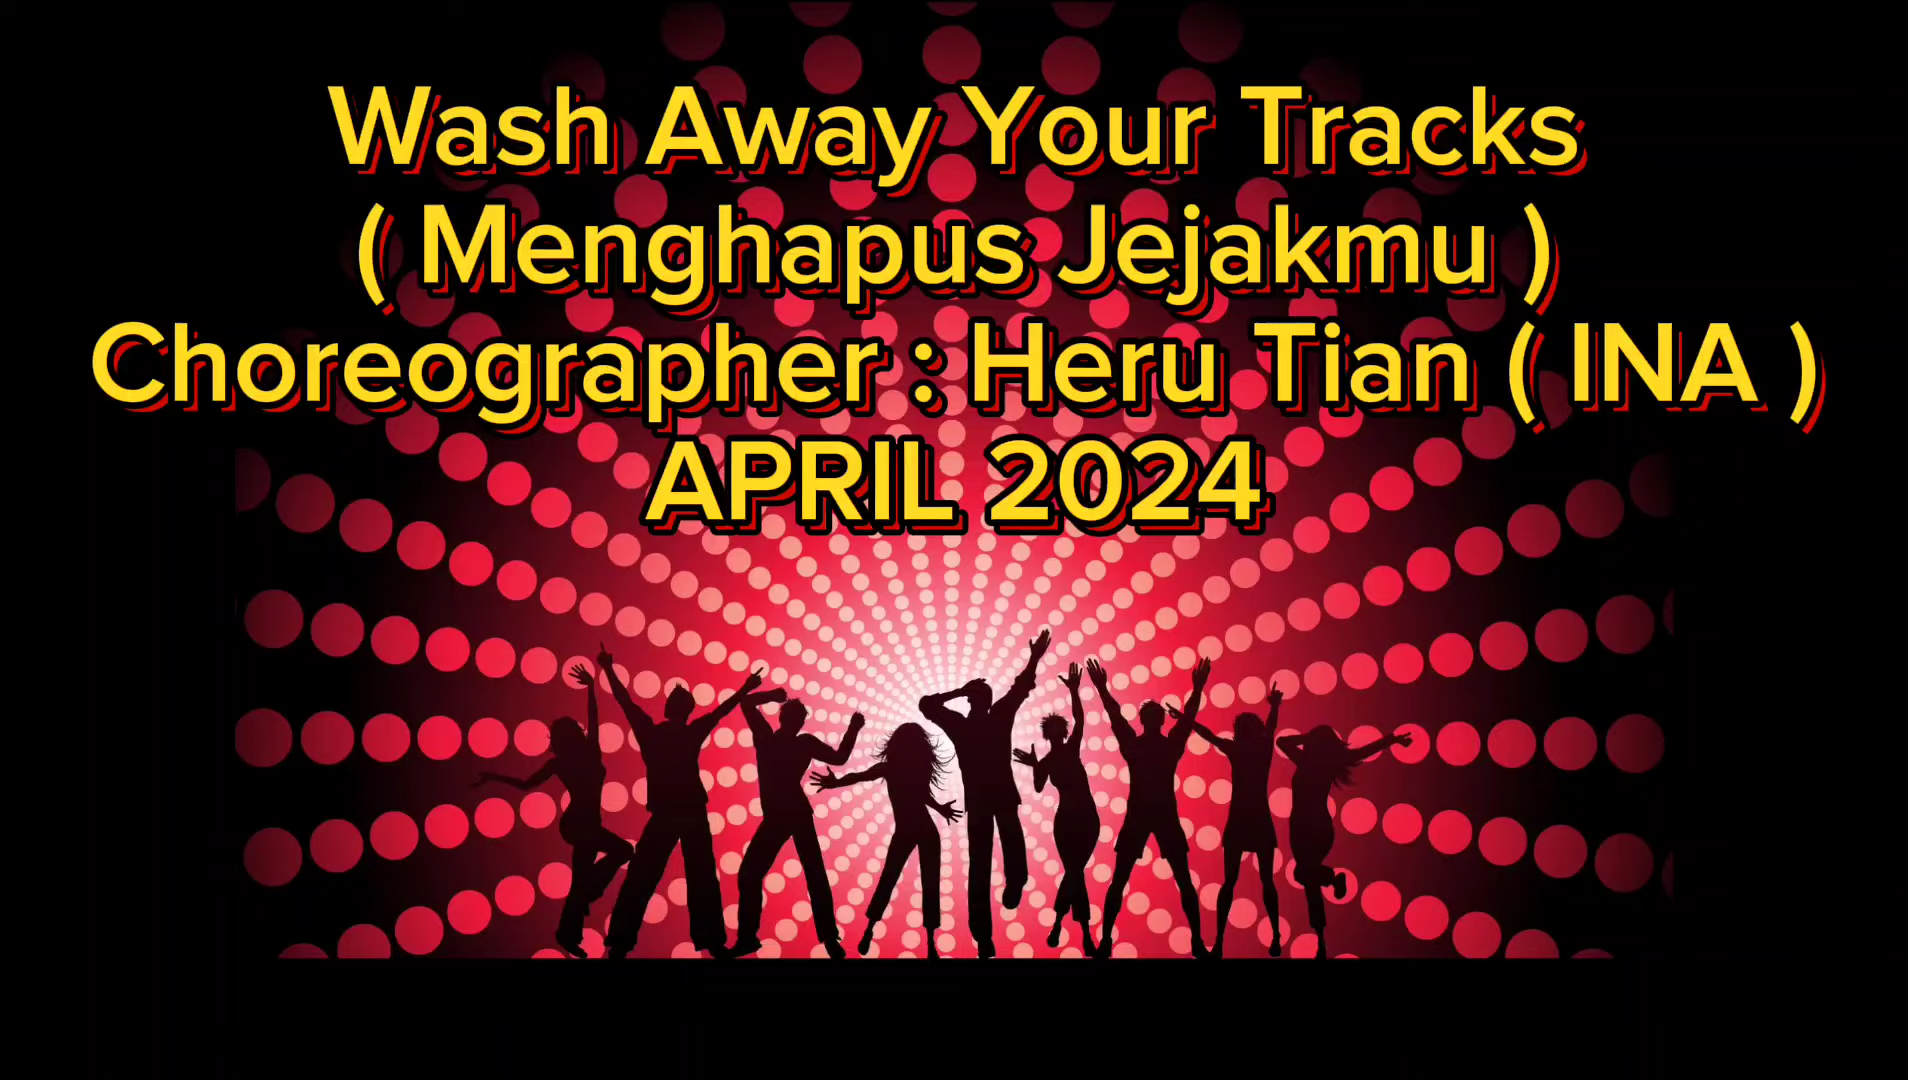 Wash Away Your Tracks
( Menghapus Jejakmu )
Choreographer : Heru Tian ( INA )
APRIL 2024